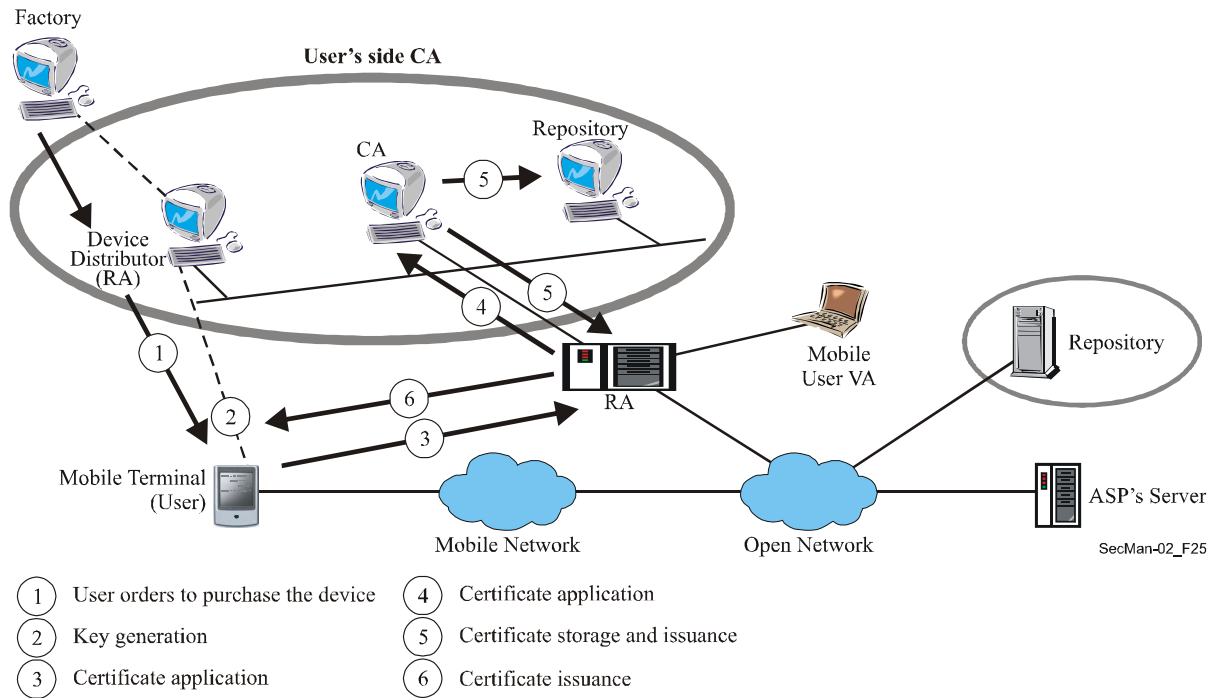 Factory
User's side CA
Repository
CA
5
Device
Distributor
(RA)
4
5
1
Mobile
User VA
Repository
6
RA
2
3
Mobile Terminal
(User)
ASP's Server
Mobile Network
Open Network
SecMan-02_F25
1 User orders to purchase the device
2 Key generation
3 Certificate application
4 Certificate application
5 Certificate storage and issuance
6 Certificate issuance